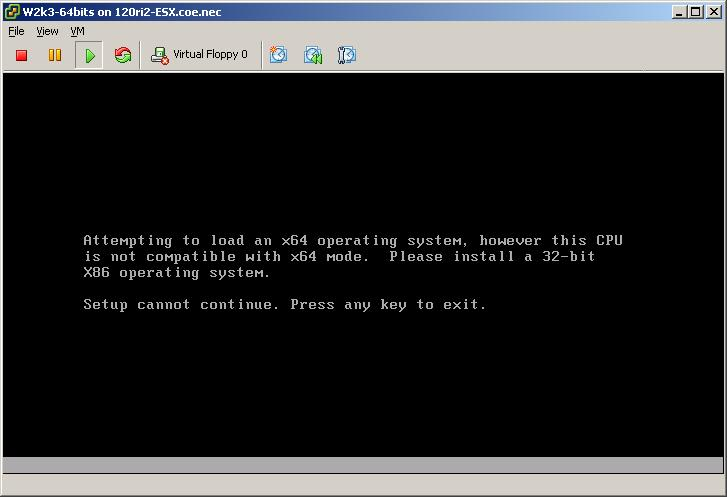 W2k3-64bits on 120ri2-ESX.coe.nec
File View VM
Virtual Floppy 0
Attempting to load an x64 operating system, however this CPU
is not compatible with x64 mode.  Please install a 32-bit
X86 operating system.
Setup cannot continue. Press any key to exit.